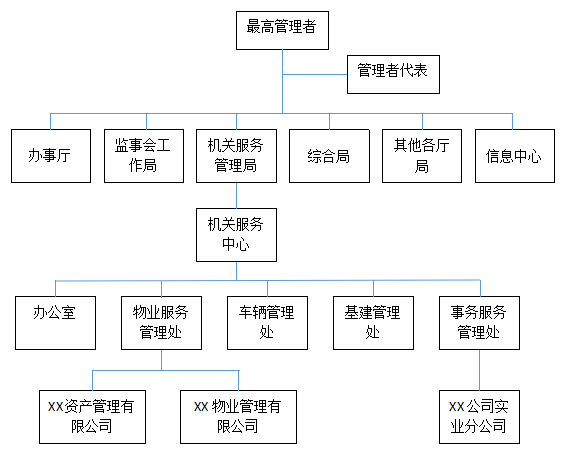 最高管理者
管理者代表
办事厅
监事会工
作局
机关服务
管理局
综合局
其他各厅
局
信息中心
机关服务
中心
办公室
物业服务
管理处
车辆管理
处
基建管理
处
事务服务
管理处
XX资产管理有
限公司
XX 物业管理有
限公司
XX 公司实
业分公司